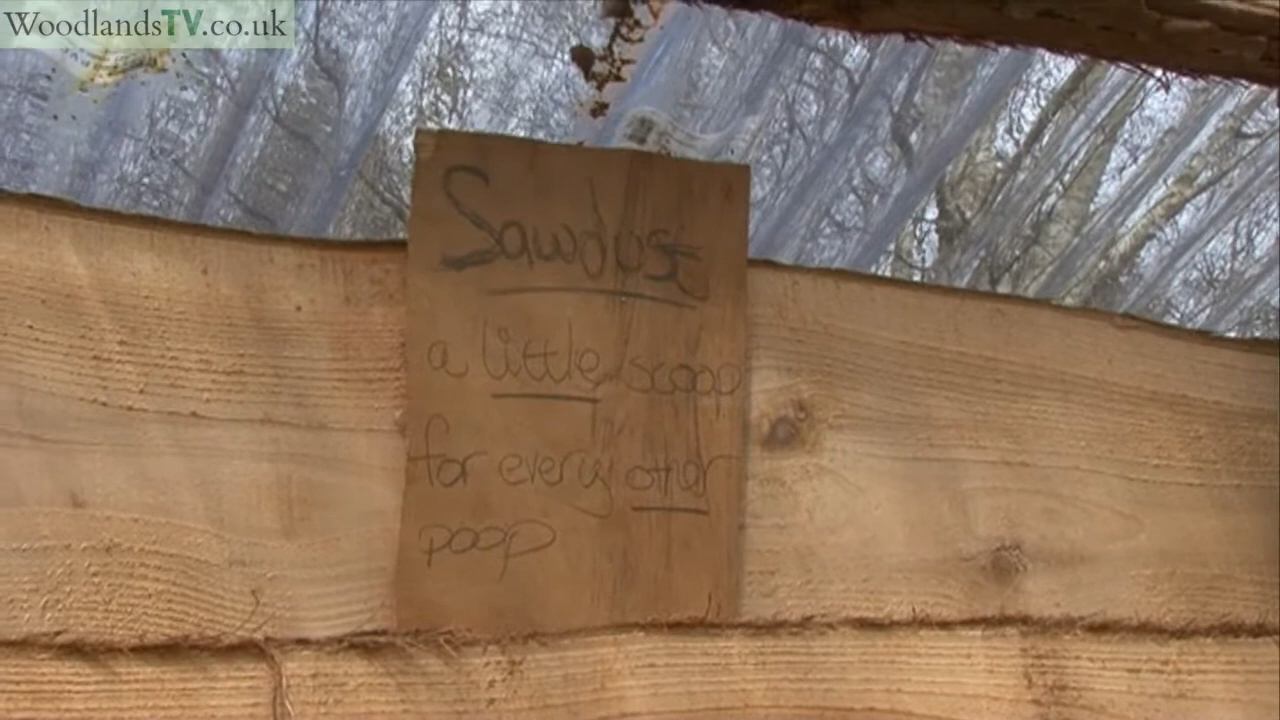 WoodlandsTV.co.uk
Sawdust
a little scoop
for every other
poop